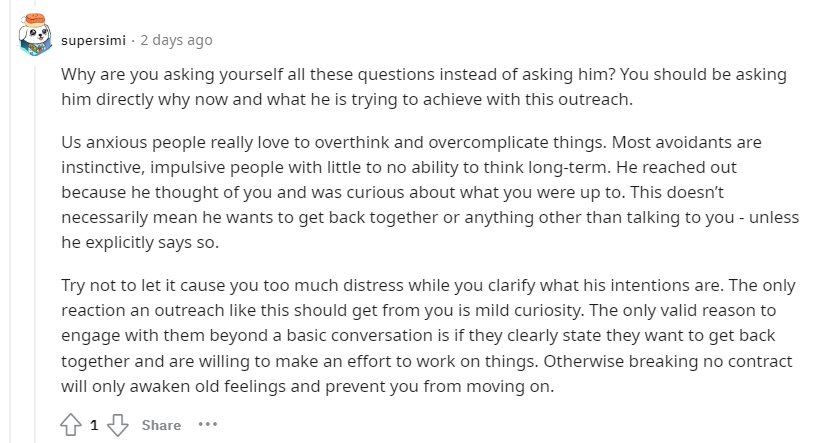 supersimi · 2 days ago
Why are you asking yourself all these questions instead of asking him? You should be asking
him directly why now and what he is trying to achieve with this outreach.
Us anxious people really love to overthink and overcomplicate things. Most avoidants are
instinctive, impulsive people with little to no ability to think long-term. He reached out
because he thought of you and was curious about what you were up to. This doesn’t
necessarily mean he wants to get back together or anything other than talking to you - unless
he explicitly says so.
Try not to let it cause you too much distress while you clarify what his intentions are. The only
reaction an outreach like this should get from you is mild curiosity. The only valid reason to
engage with them beyond a basic conversation is if they clearly state they want to get back
together and are willing to make an effort to work on things. Otherwise breaking no contract
will only awaken old feelings and prevent you from moving on.
1 Share ···